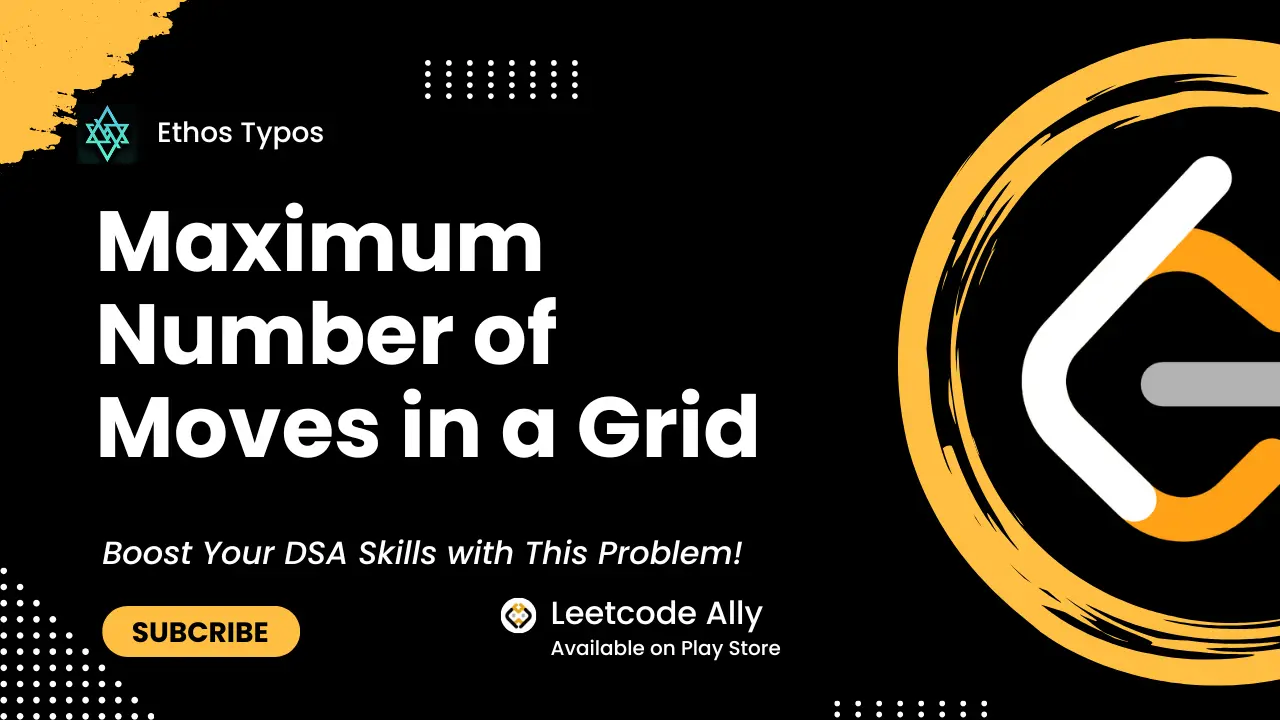 Ethos Typos
Maximum
Number of
Moves in a Grid
Boost Your DSA Skills with This Problem!
SUBCRIBE
Leetcode Ally
Available on Play Store